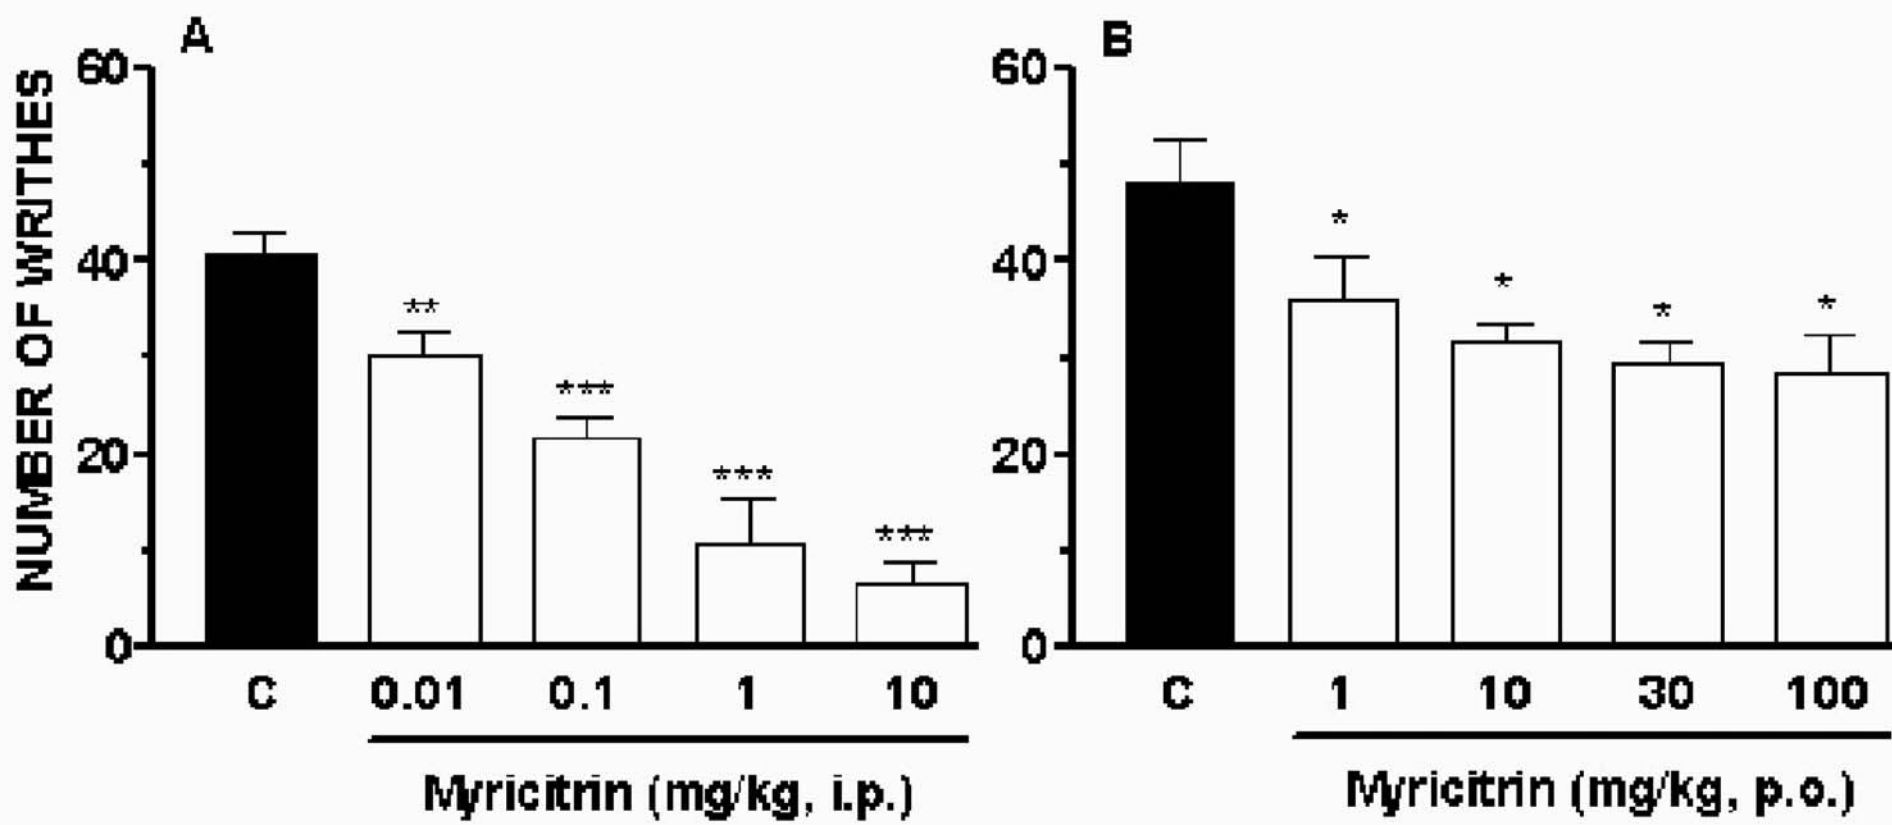 A
NUMBER OF WRITHES
60
40
20
0
**
***
***
***
C 0.01 0.1 1 10
Myricitrin (mg/kg, i.p.)
B
60
40
20
0
*
*
*
*
C 1 10 30 100
Myricitrin (mg/kg, p.o.)